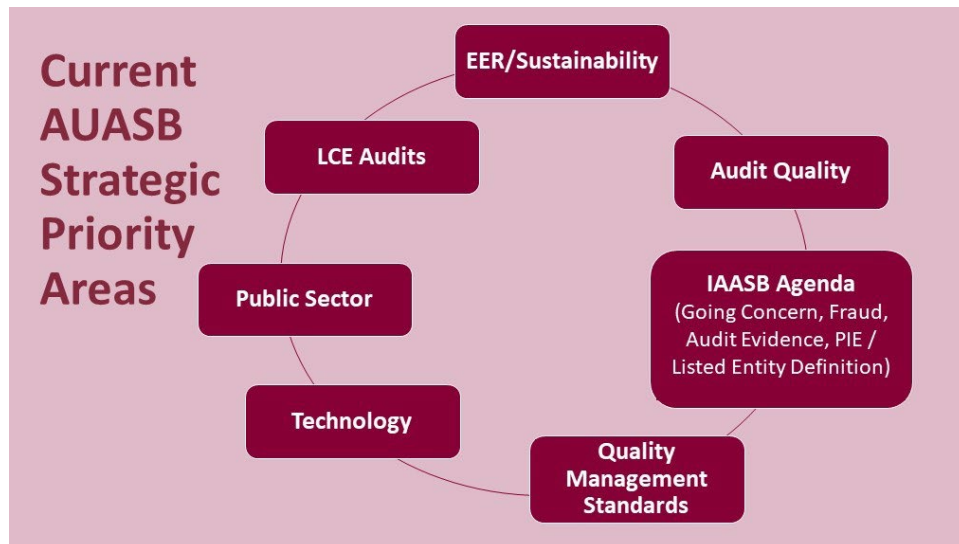 Current
AUASB
Strategic
Priority
Areas
EER/Sustainability
Audit Quality
IAASB Agenda
(Going Concern, Fraud,
Audit Evidence, PIE /
Listed Entity Definition)
Quality
Management
Standards
Technology
Public Sector
LCE Audits